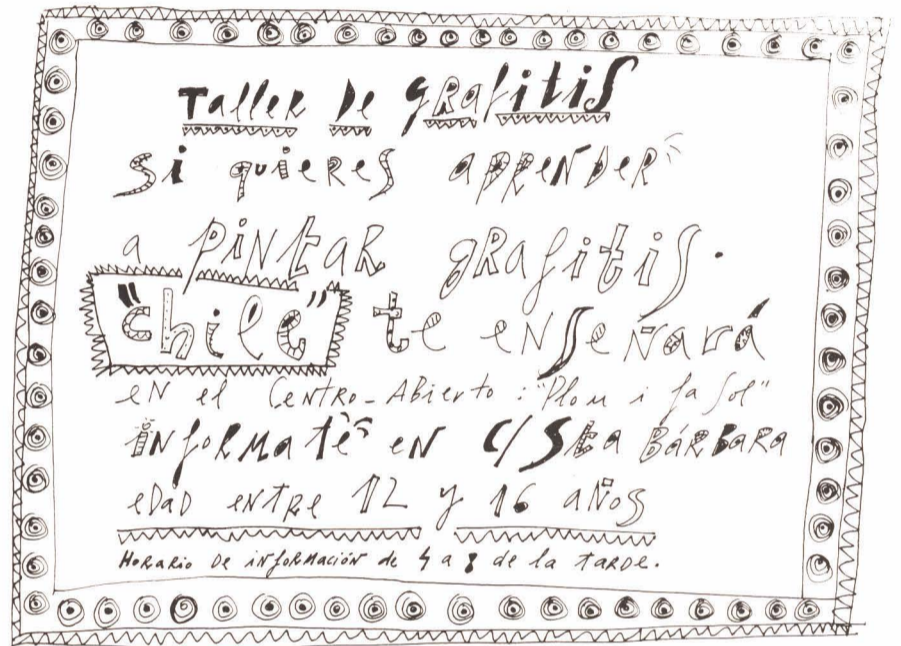 Taller De grafitis
Si quieres aprender
a pintar grafitis.
"chile" te enseñará
en el Centro-Abierto: "Plou i fa Sol"
informaté en C/ Sta Bárbara
edad entre 12 y 16 años
Horario de información de 4 a 8 de la tarde.